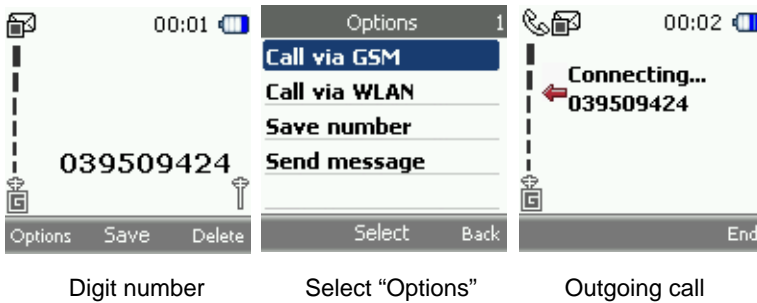 00:01
039509424
G
Options Save Delete
Options 1
Call via GSM
Call via WLAN
Save number
Send message
Select Back
00:02
Connecting...
039509424
G
End
Digit number Select “Options” Outgoing call